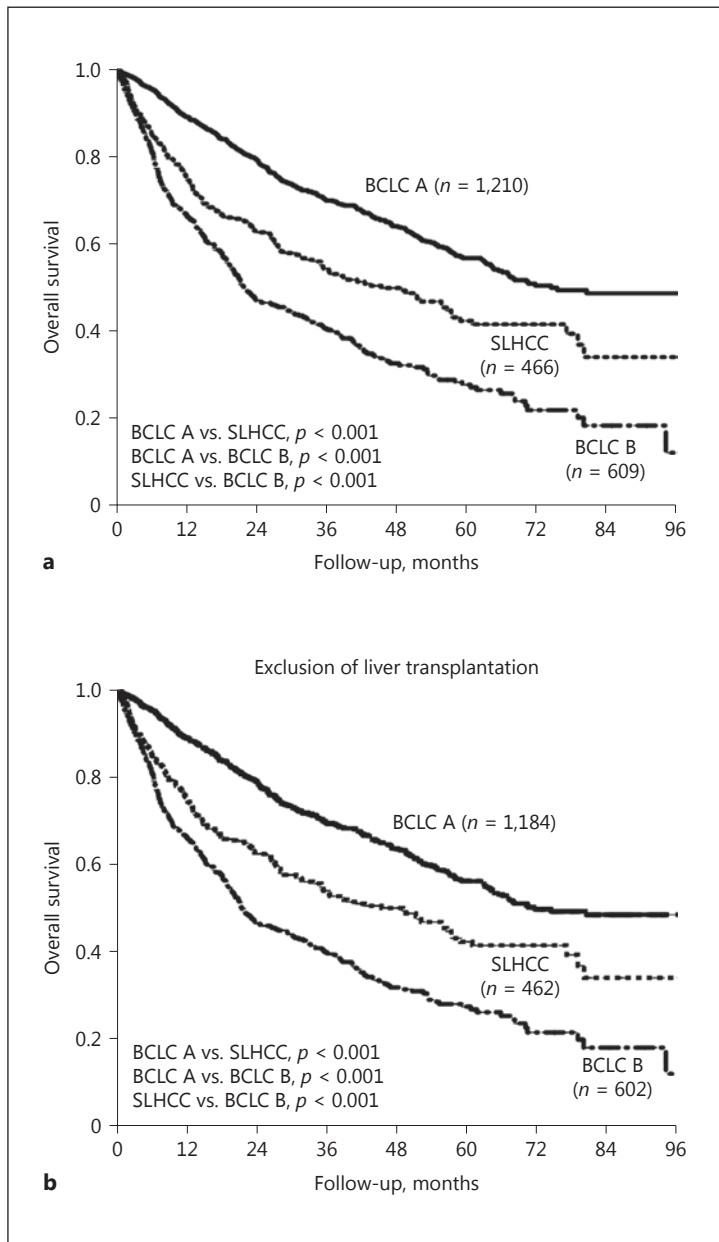 1.0
0.8
0.6
0.4
0.2
0
Overall survival
BCLC A (n = 1,210)
SLHCC
(n = 466)
BCLC B
(n = 609)
BCLC A vs. SLHCC, p < 0.001
BCLC A vs. BCLC B, p < 0.001
SLHCC vs. BCLC B, p < 0.001
0 12 24 36 48 60 72 84 96
a
Follow-up, months
Exclusion of liver transplantation
1.0
0.8
0.6
0.4
0.2
0
Overall survival
BCLC A (n = 1,184)
SLHCC
(n = 462)
BCLC B
(n = 602)
BCLC A vs. SLHCC, p < 0.001
BCLC A vs. BCLC B, p < 0.001
SLHCC vs. BCLC B, p < 0.001
0 12 24 36 48 60 72 84 96
b
Follow-up, months